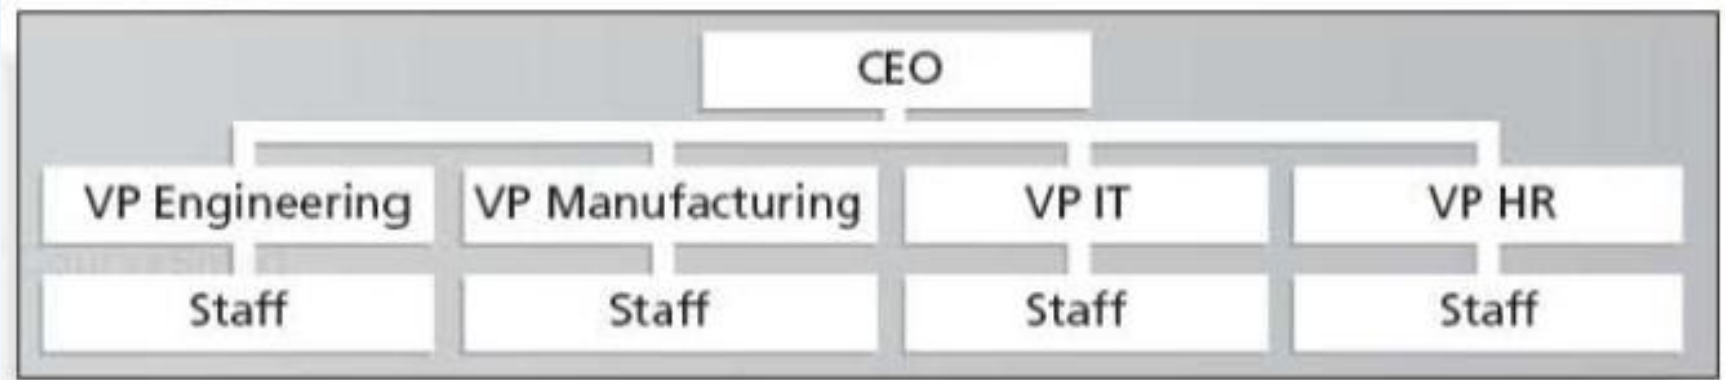 CEO
VP Engineering
VP Manufacturing
VP IT
VP HR
Staff
Staff
Staff
Staff